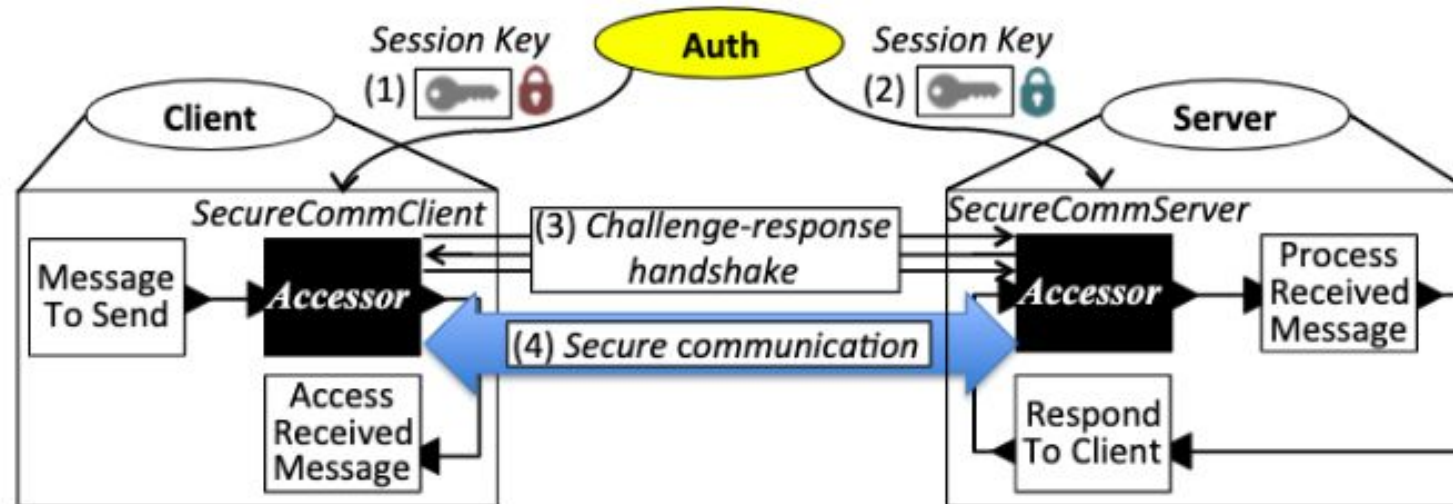 Auth
Session Key
(1)
Session Key
(2)
Client
Server
SecureCommClient
SecureCommServer
Message
To Send
Accessor
(3) Challenge-response
handshake
Accessor
Process
Received
Message
(4) Secure communication
Access
Received
Message
Respond
To Client